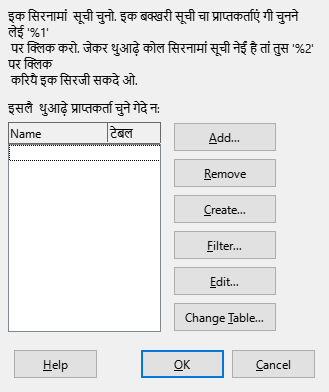 इक सिरनामां  सूची चुनो. इक बक्खरी सूची चा प्राप्तकर्ताएं गी चुनने
लेई '%1'
पर क्लिक करो. जेकर थुआढ़े कोल सिरनामां सूची नेईं है तां तुस '%2'
पर क्लिक
करियै इक सिरजी सकदे ओ.
इसलै  थुआढ़े प्राप्तकर्ता चुने गेदे न:
Name टेबल
Add...
Remove
Create...
Filter...
Edit...
Change Table...
Help OK Cancel